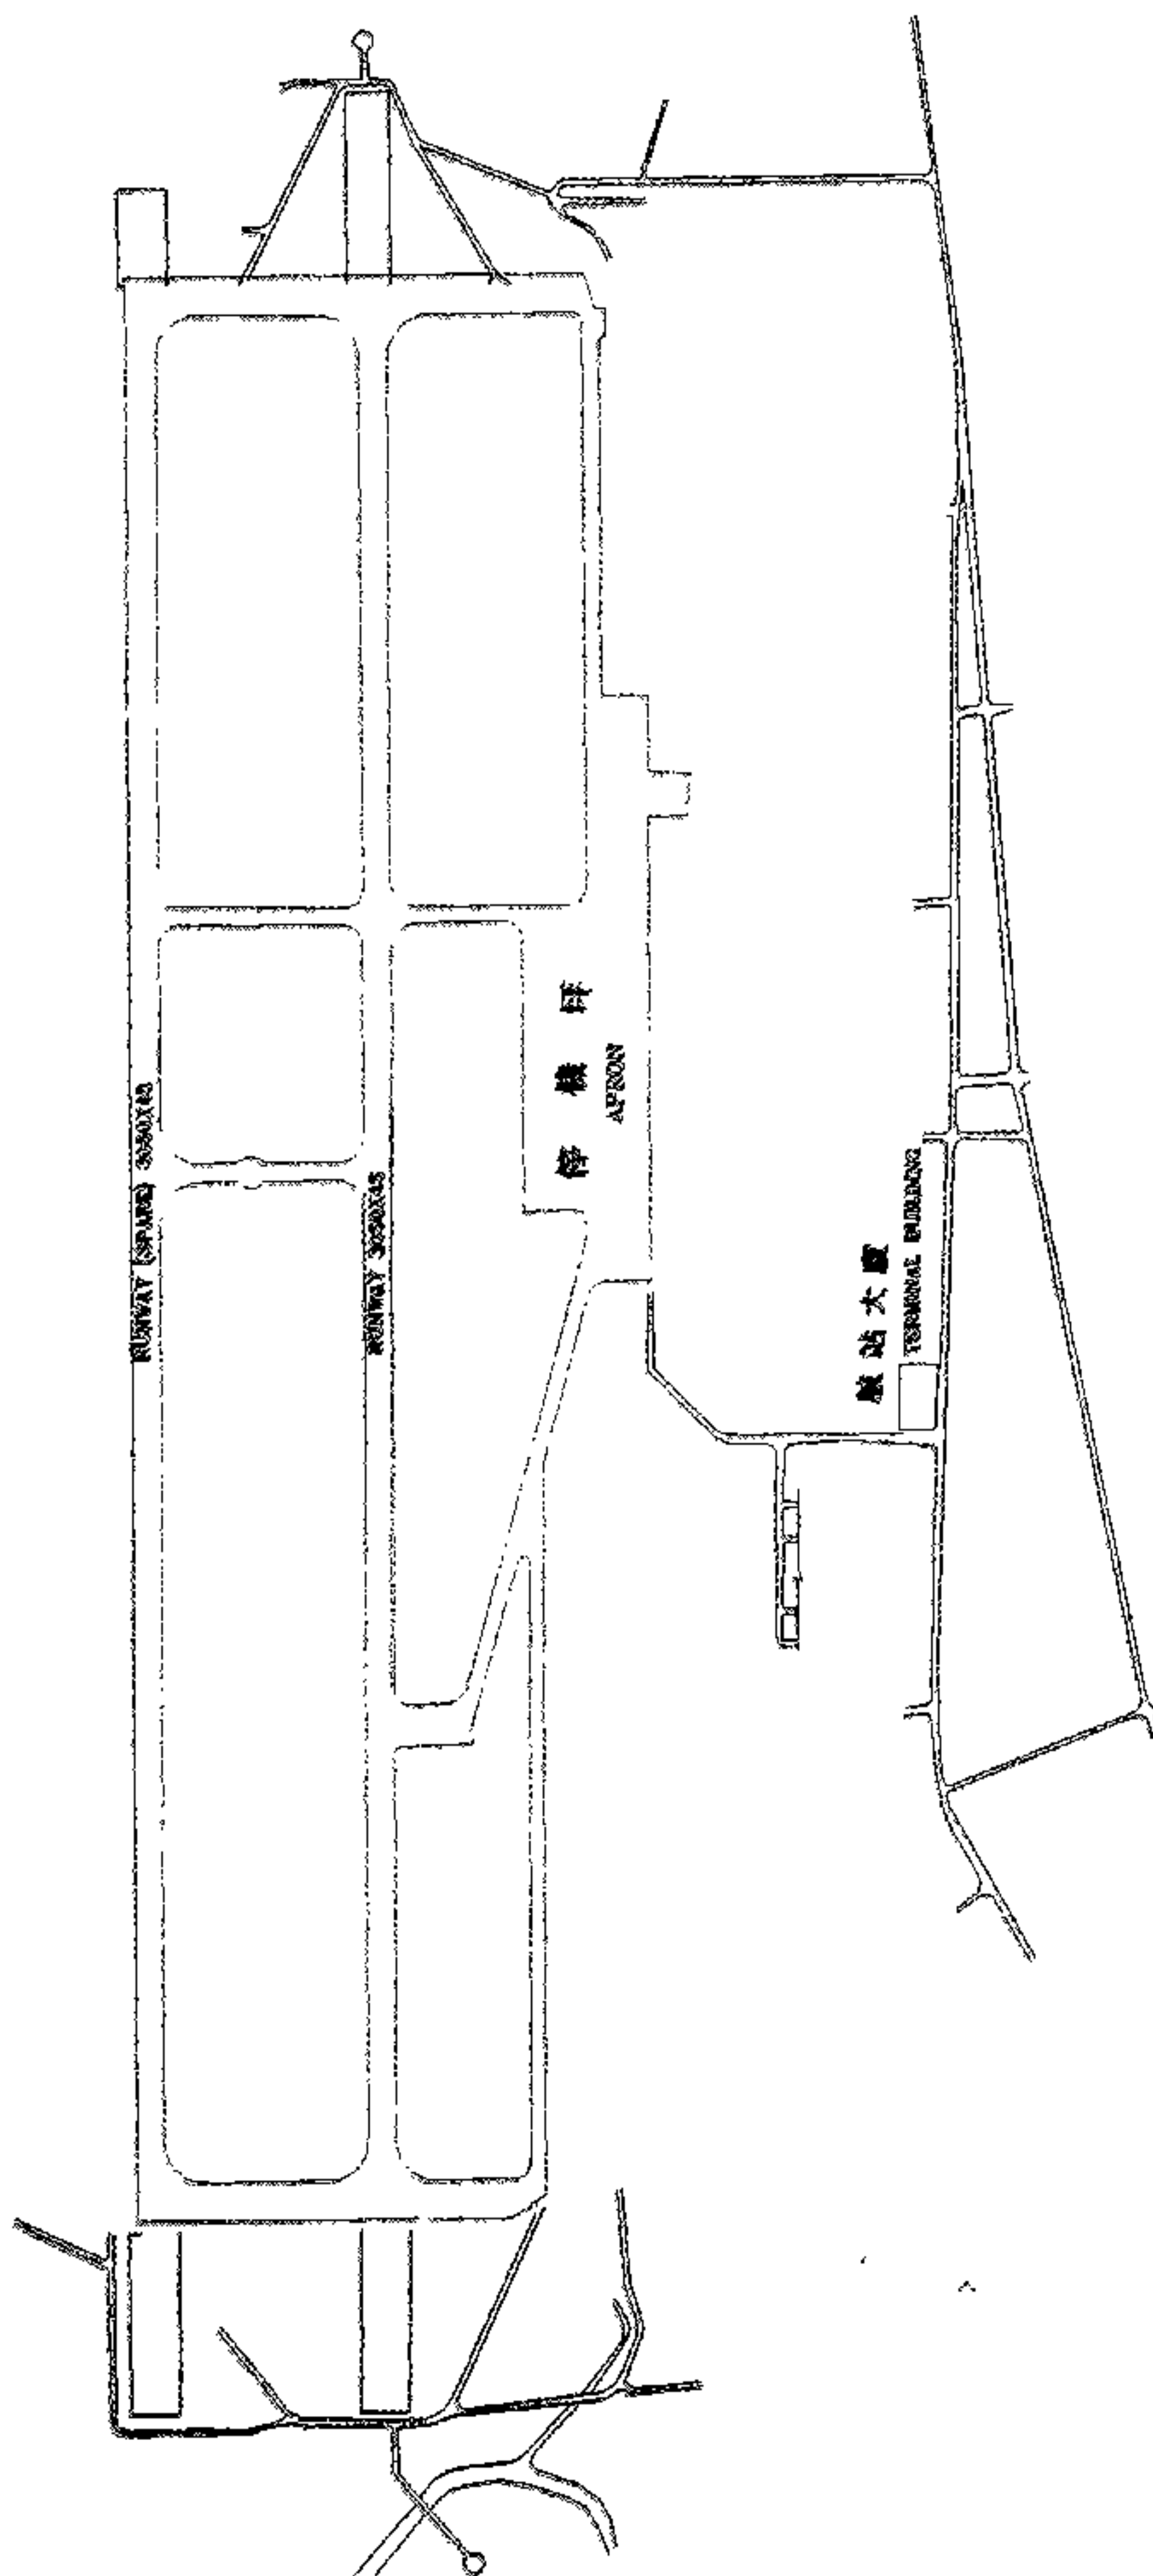 RUNWAY (SPARE) 3050X45
RUNWAY 3050X45
停機坪
APRON
航站大廈
TERMINAL BUILDING